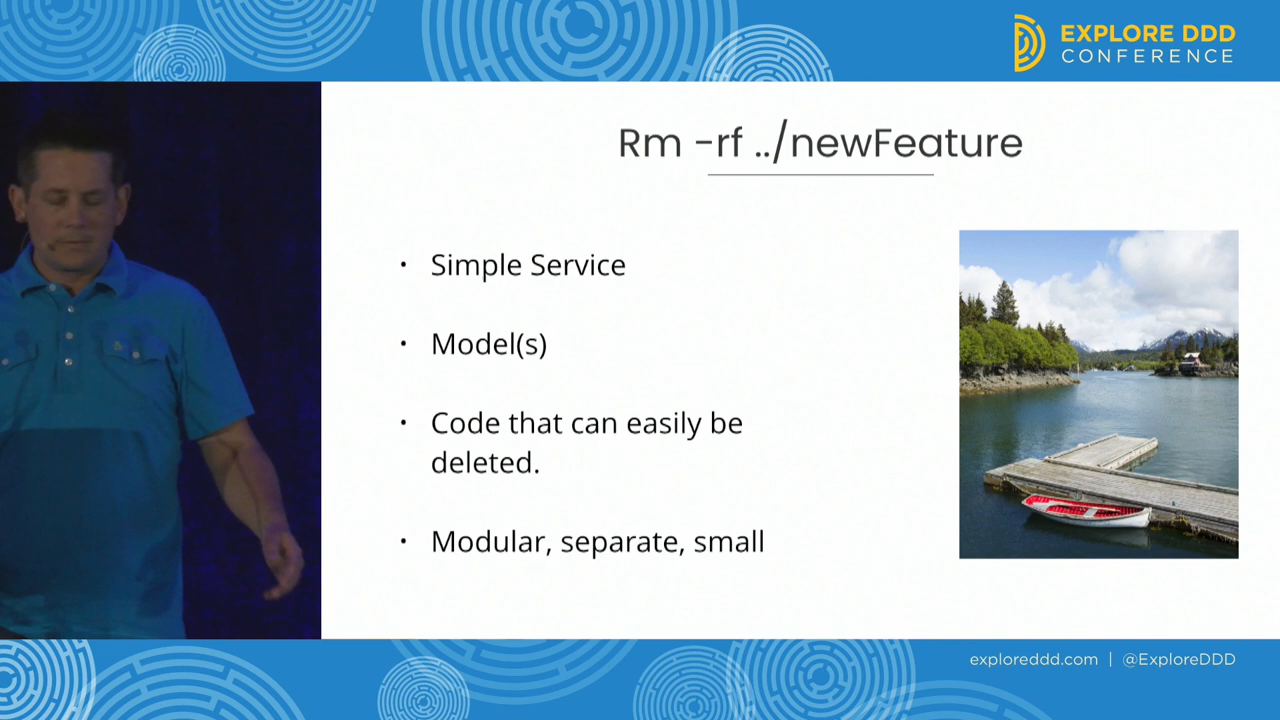 EXPLORE DDD
CONFERENCE
Rm -rf ../newFeature
• Simple Service
• Model(s)
• Code that can easily be
deleted.
• Modular, separate, small
exploreddd.com | @ExploreDDD